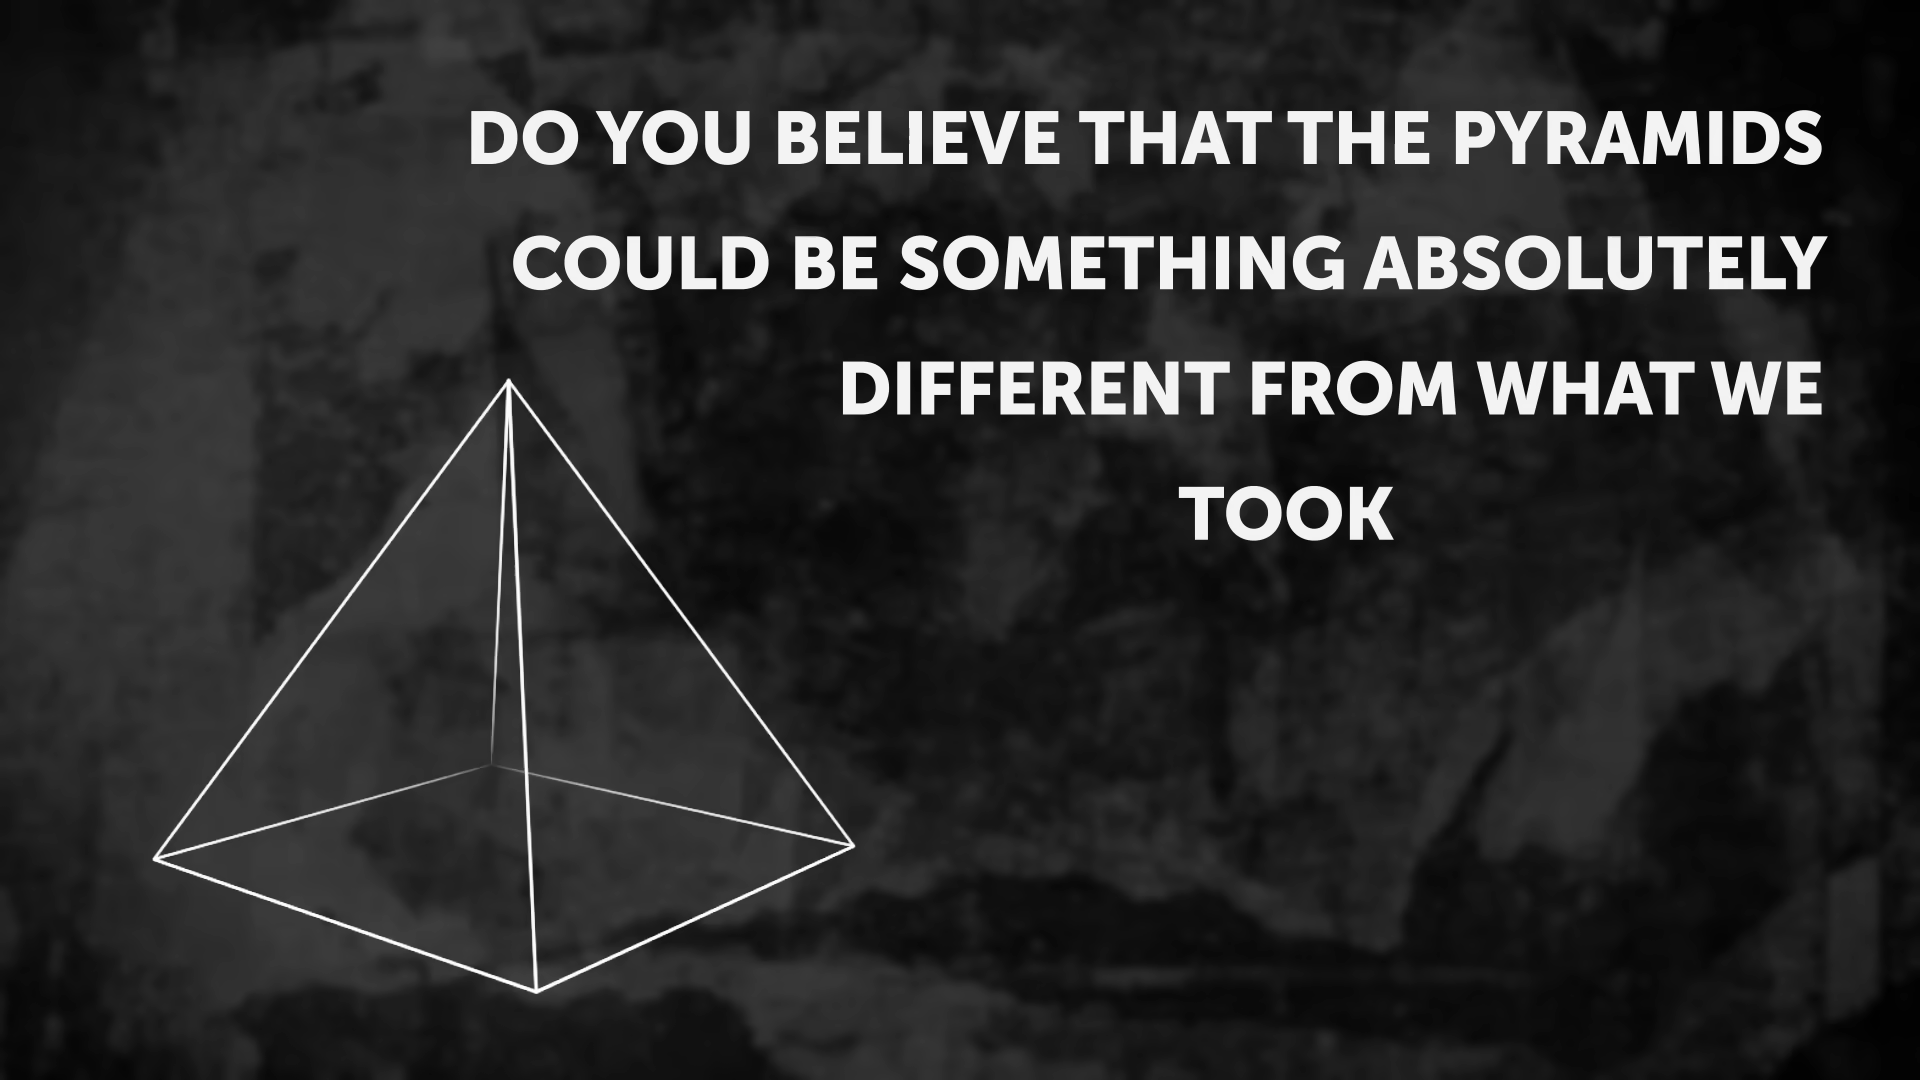 DO YOU BELIEVE THAT THE PYRAMIDS
COULD BE SOMETHING ABSOLUTELY
DIFFERENT FROM WHAT WE
TOOK